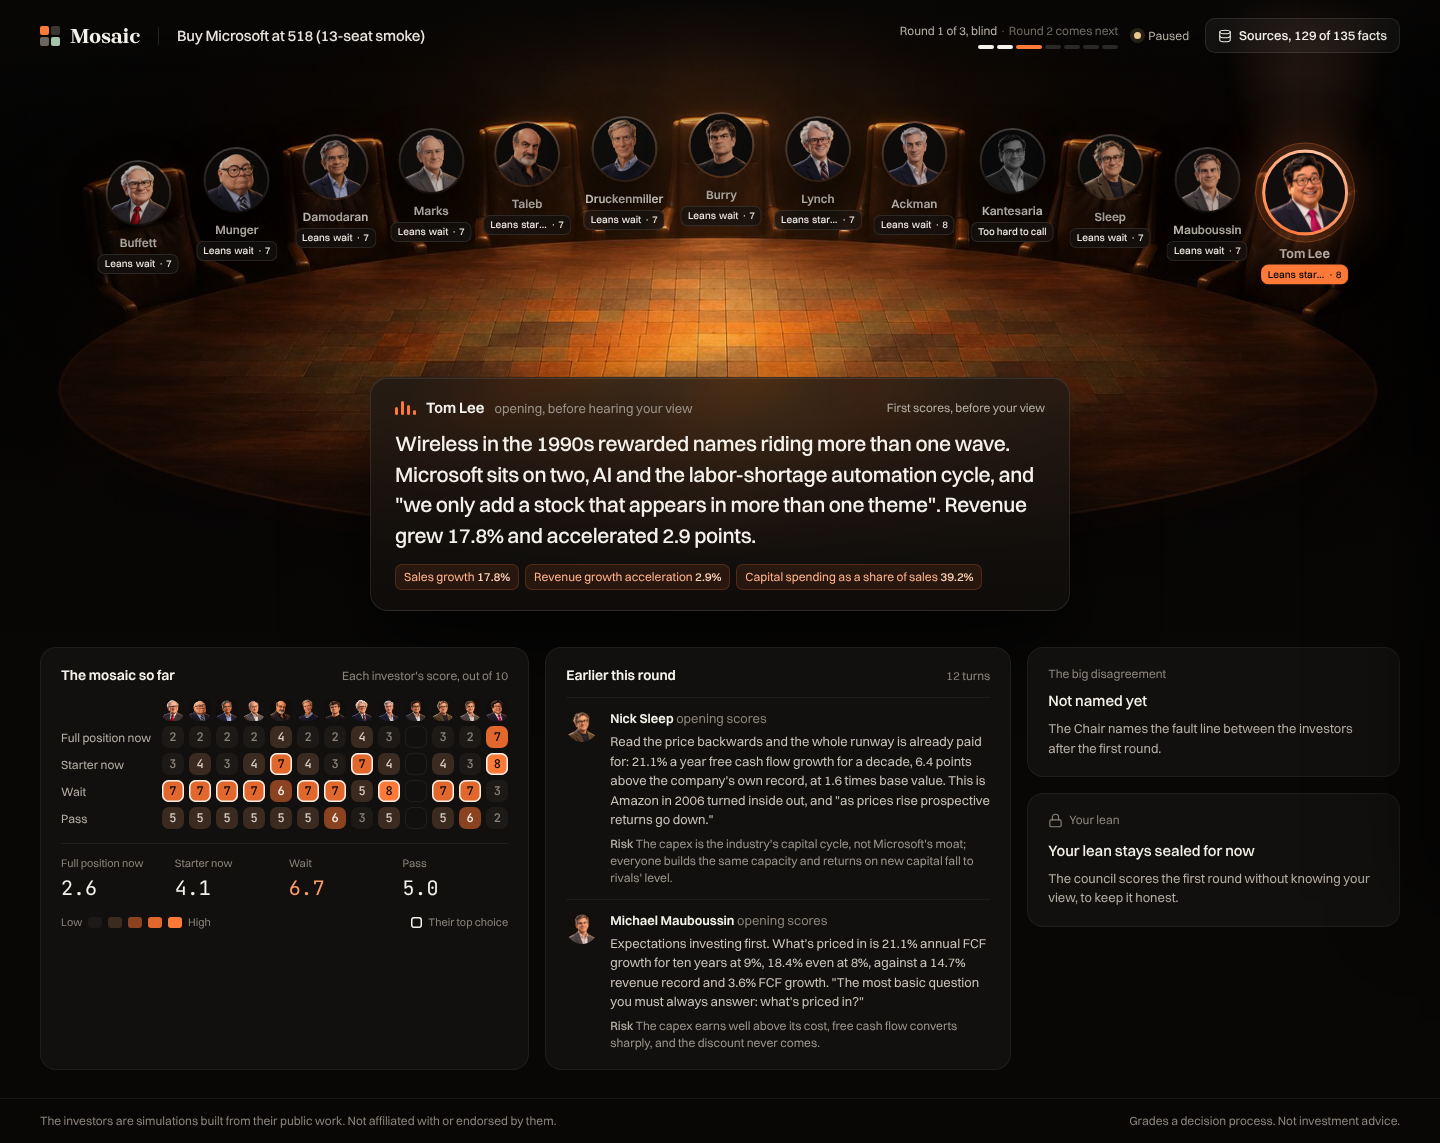 Mosaic
Buy Microsoft at 518 (13-seat smoke)
Round 1 of 3, blind · Round 2 comes next
Paused
Sources, 129 of 135 facts
Buffett
Leans wait · 7
Munger
Leans wait · 7
Damodaran
Leans wait · 7
Marks
Leans wait · 7
Taleb
Leans star... · 7
Druckenmiller
Leans wait · 7
Burry
Leans wait · 7
Lynch
Leans star... · 7
Ackman
Leans wait · 8
Kantesaria
Too hard to call
Sleep
Leans wait · 7
Mauboussin
Leans wait · 7
Tom Lee
Leans star... · 8
Tom Lee opening, before hearing your view
First scores, before your view
Wireless in the 1990s rewarded names riding more than one wave.
Microsoft sits on two, AI and the labor-shortage automation cycle, and
"we only add a stock that appears in more than one theme". Revenue
grew 17.8% and accelerated 2.9 points.
Sales growth 17.8%
Revenue growth acceleration 2.9%
Capital spending as a share of sales 39.2%
The mosaic so far
Each investor's score, out of 10
Full position now 2 2 2 2 4 2 2 4 3 3 2 7
Starter now 3 4 3 4 7 4 3 7 4 4 3 8
Wait 7 7 7 7 6 7 7 5 8 7 7 3
Pass 5 5 5 5 5 5 6 3 5 5 6 2
Full position now
2.6
Starter now
4.1
Wait
6.7
Pass
5.0
Low
High
Their top choice
Earlier this round
12 turns
Nick Sleep opening scores
Read the price backwards and the whole runway is already paid
for: 21.1% a year free cash flow growth for a decade, 6.4 points
above the company's own record, at 1.6 times base value. This is
Amazon in 2006 turned inside out, and "as prices rise prospective
returns go down."
Risk The capex is the industry's capital cycle, not Microsoft's moat;
everyone builds the same capacity and returns on new capital fall to
rivals' level.
Michael Mauboussin opening scores
Expectations investing first. What's priced in is 21.1% annual FCF
growth for ten years at 9%, 18.4% even at 8%, against a 14.7%
revenue record and 3.6% FCF growth. "The most basic question
you must always answer: what's priced in?"
Risk The capex earns well above its cost, free cash flow converts
sharply, and the discount never comes.
The big disagreement
Not named yet
The Chair names the fault line between the investors
after the first round.
Your lean
Your lean stays sealed for now
The council scores the first round without knowing your
view, to keep it honest.
The investors are simulations built from their public work. Not affiliated with or endorsed by them.
Grades a decision process. Not investment advice.